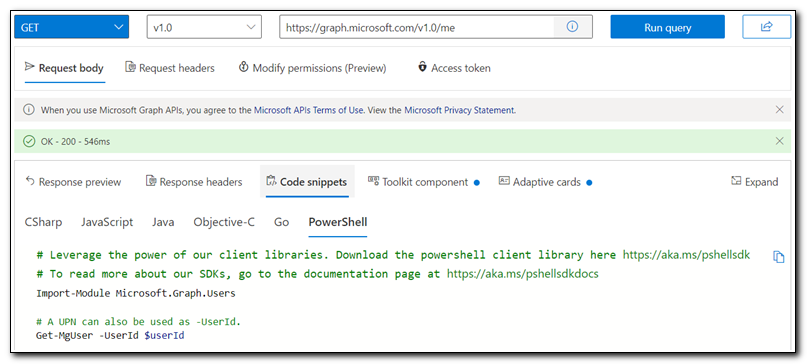 GET v1.0 https://graph.microsoft.com/v1.0/me Run query
Request body Request headers Modify permissions (Preview) Access token
When you use Microsoft Graph APIs, you agree to the Microsoft APIs Terms of Use. View the Microsoft Privacy Statement.
OK - 200 - 546ms
Response preview Response headers Code snippets Toolkit component Adaptive cards Expand
CSharp JavaScript Java Objective-C Go PowerShell
# Leverage the power of our client libraries. Download the powershell client library here https://aka.ms/pshellsdk
# To read more about our SDKs, go to the documentation page at https://aka.ms/pshellsdkdocs
Import-Module Microsoft.Graph.Users
# A UPN can also be used as -UserId.
Get-MgUser -UserId $userId